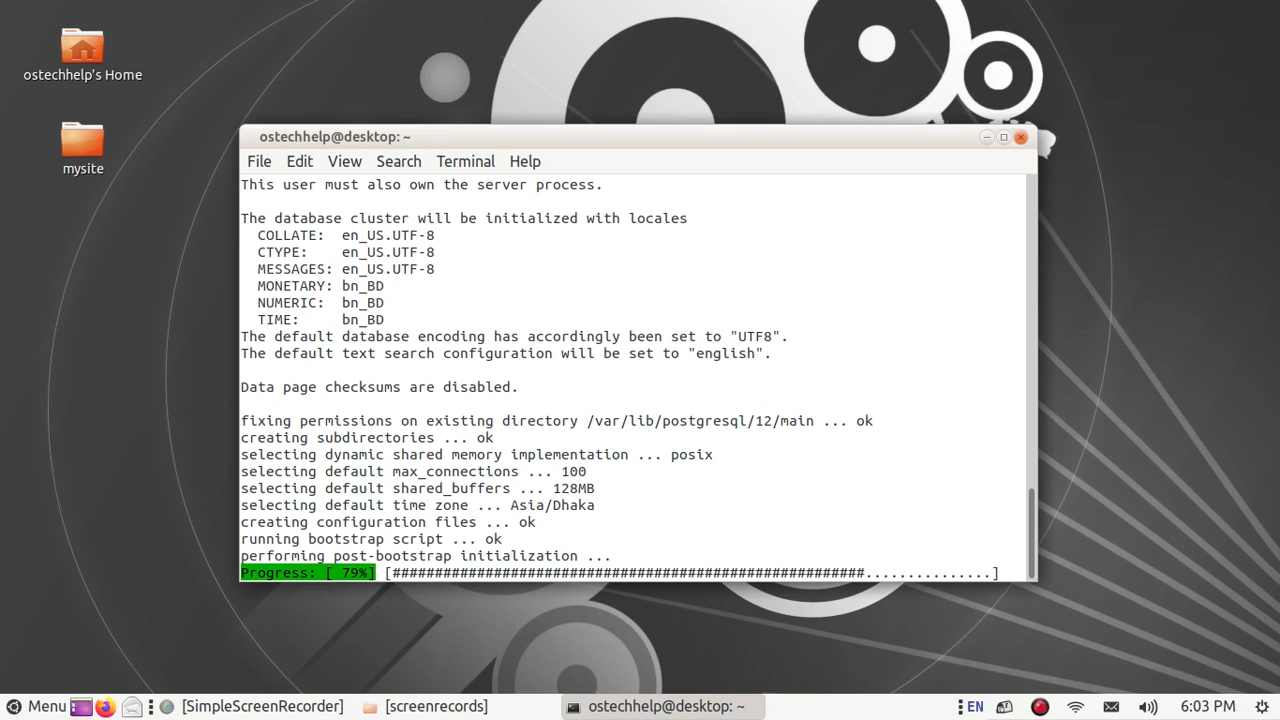 ostechhelp's Home
mysite
ostechhelp@desktop: ~
File Edit View Search Terminal Help
This user must also own the server process.
The database cluster will be initialized with locales
COLLATE: en_US.UTF-8
CTYPE: en_US.UTF-8
MESSAGES: en_US.UTF-8
MONETARY: bn_BD
NUMERIC: bn_BD
TIME: bn_BD
The default database encoding has accordingly been set to "UTF8".
The default text search configuration will be set to "english".
Data page checksums are disabled.
fixing permissions on existing directory /var/lib/postgresql/12/main ... ok
creating subdirectories ... ok
selecting dynamic shared memory implementation ... posix
selecting default max_connections ... 100
selecting default shared_buffers ... 128MB
selecting default time zone ... Asia/Dhaka
creating configuration files ... ok
running bootstrap script ... ok
performing post-bootstrap initialization ...
Progress: [ 79%] [########################################################...............]
Menu [SimpleScreenRecorder] [screenrecords] ostechhelp@desktop: ~ EN 6:03 PM